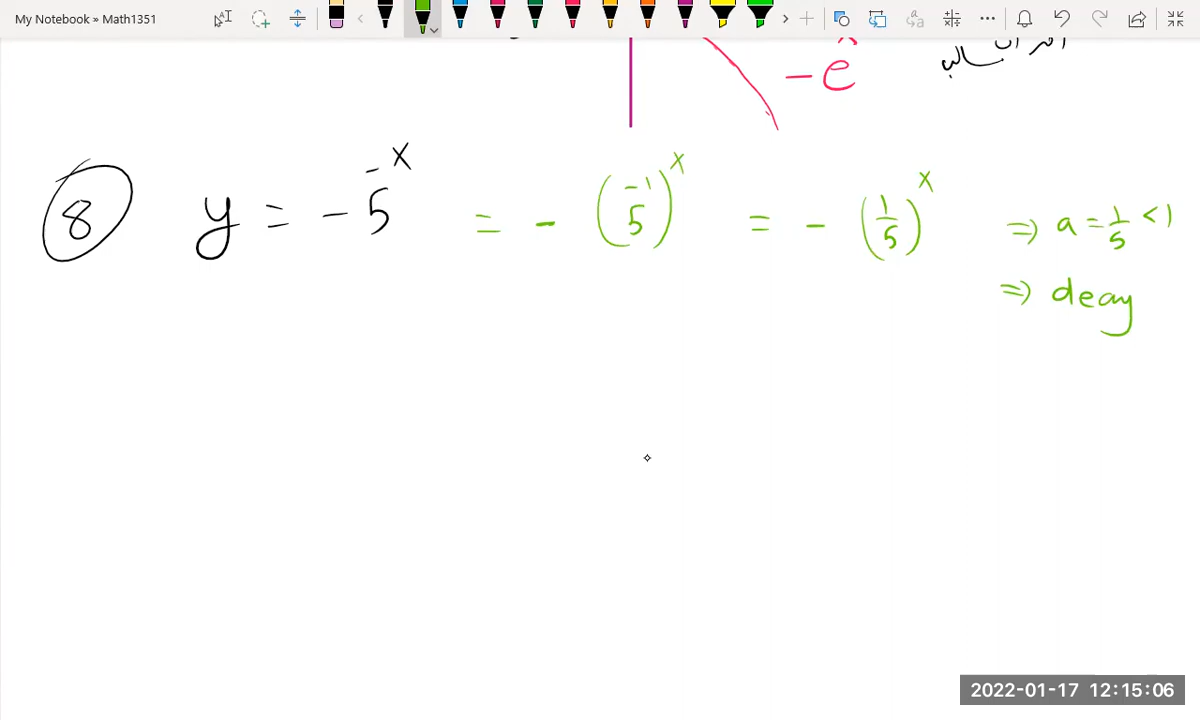 My Notebook » Math1351
- e^x
8 y = - 5^-x = - (5^-1)^x = - (1/5)^x ⇒ a = 1/5 < 1
⇒ decay
2022-01-17 12:15:06